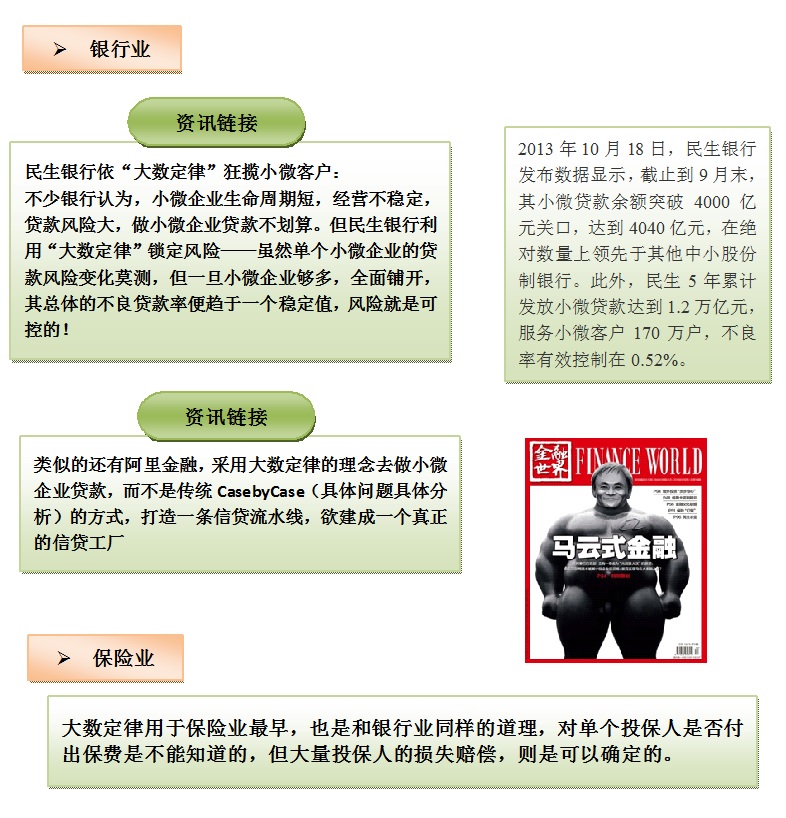 银行业
资讯链接
民生银行依“大数定律”狂揽小微客户：
不少银行认为，小微企业生命周期短，经营不稳定，
贷款风险大，做小微企业贷款不划算。但民生银行利
用“大数定律”锁定风险——虽然单个小微企业的贷
款风险变化莫测，但一旦小微企业够多，全面铺开，
其总体的不良贷款率便趋于一个稳定值，风险就是可
控的！
2013 年 10 月 18 日，民生银行
发布数据显示，截止到 9 月末，
其小微贷款余额突破 4000 亿
元关口，达到 4040 亿元，在绝
对数量上领先于其他中小股份
制银行。此外，民生 5 年累计
发放小微贷款达到 1.2 万亿元，
服务小微客户 170 万户，不良
率有效控制在 0.52%。
资讯链接
类似的还有阿里金融，采用大数定律的理念去做小微
企业贷款，而不是传统 CasebyCase（具体问题具体分
析）的方式，打造一条信贷流水线，欲建成一个真正
的信贷工厂
金融
世界
FINANCE WORLD
马云式金融
保险业
大数定律用于保险业最早，也是和银行业同样的道理，对单个投保人是否付
出保费是不能知道的，但大量投保人的损失赔偿，则是可以确定的。